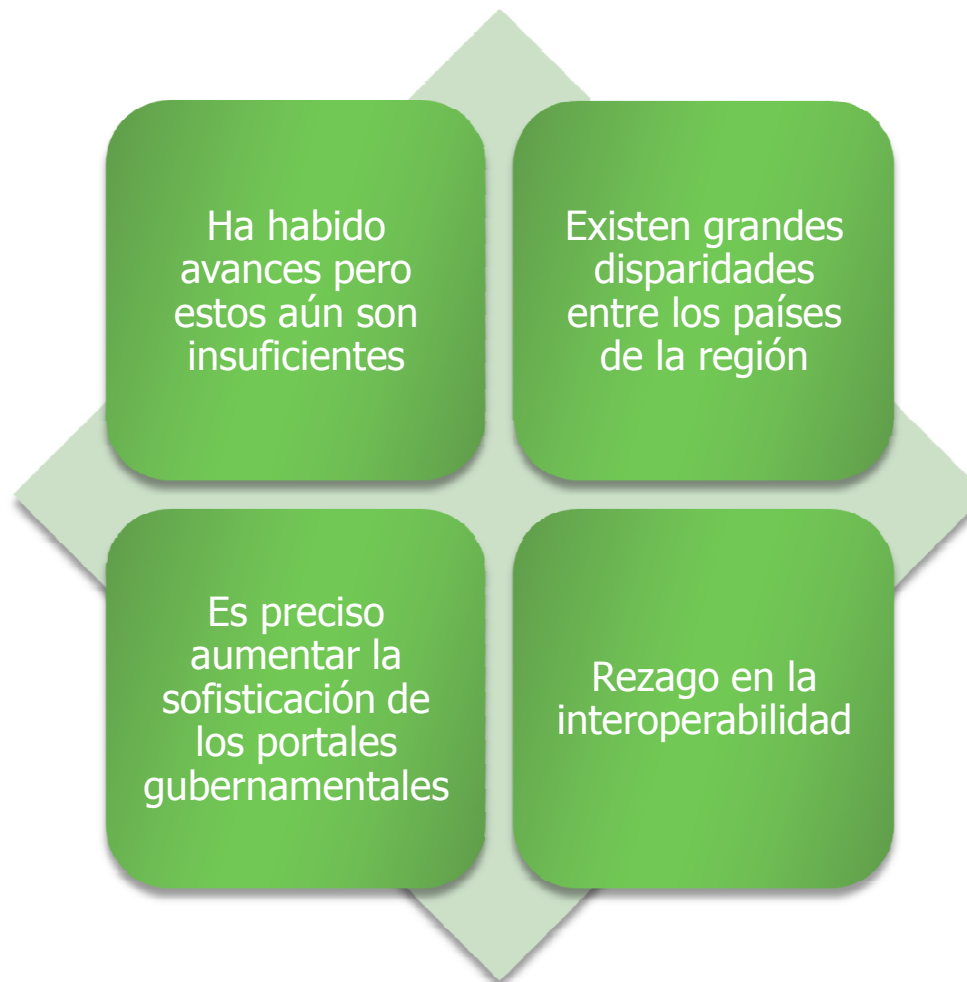 Ha habido
avances pero
estos aún son
insuficientes
Existen grandes
disparidades
entre los países
de la región
Es preciso
aumentar la
sofisticación de
los portales
gubernamentales
Rezago en la
interoperabilidad